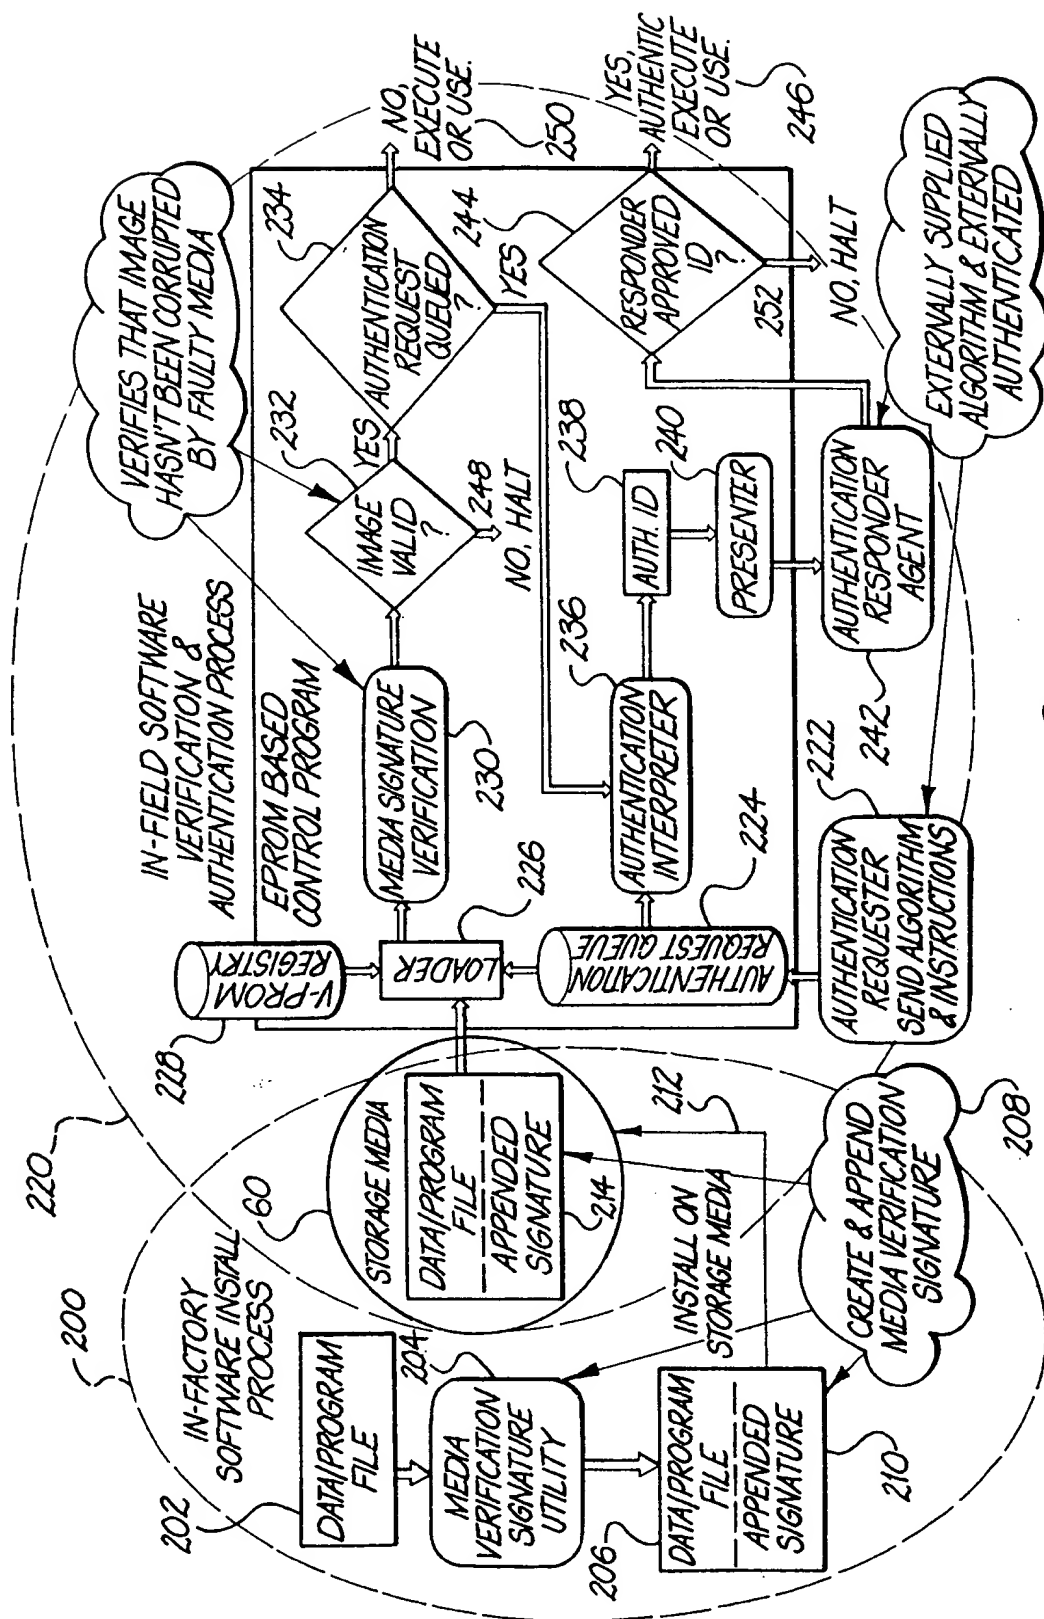 200
IN-FACTORY
SOFTWARE INSTALL
PROCESS
202
DATA/PROGRAM
FILE
204
MEDIA
VERIFICATION
SIGNATURE
UTILITY
206
DATA/PROGRAM
FILE
APPENDED
SIGNATURE
210
INSTALL ON
STORAGE MEDIA
212
CREATE & APPEND
MEDIA VERIFICATION
SIGNATURE
208
60
STORAGE MEDIA
DATA/PROGRAM
FILE
APPENDED
SIGNATURE
214
220
IN-FIELD SOFTWARE
VERIFICATION &
AUTHENTICATION PROCESS
228
V-PROM
REGISTRY
EPROM BASED
CONTROL PROGRAM
LOADER
226
AUTHENTICATION
REQUEST QUEUE
224
AUTHENTICATION
REQUESTER
SEND ALGORITHM
& INSTRUCTIONS
222
MEDIA SIGNATURE
VERIFICATION
230
VERIFIES THAT IMAGE
HASN'T BEEN CORRUPTED
BY FAULTY MEDIA
IMAGE
VALID
?
232
YES
248
NO, HALT
AUTHENTICATION
REQUEST
QUEUED
?
234
YES
NO,
EXECUTE
OR USE.
250
AUTHENTICATION
INTERPRETER
236
AUTH. ID
238
PRESENTER
240
AUTHENTICATION
RESPONDER
AGENT
242
RESPONDER
APPROVED
ID
?
244
YES,
AUTHENTIC
EXECUTE
OR USE.
246
252
NO, HALT
EXTERNALLY SUPPLIED
ALGORITHM & EXTERNALLY
AUTHENTICATED